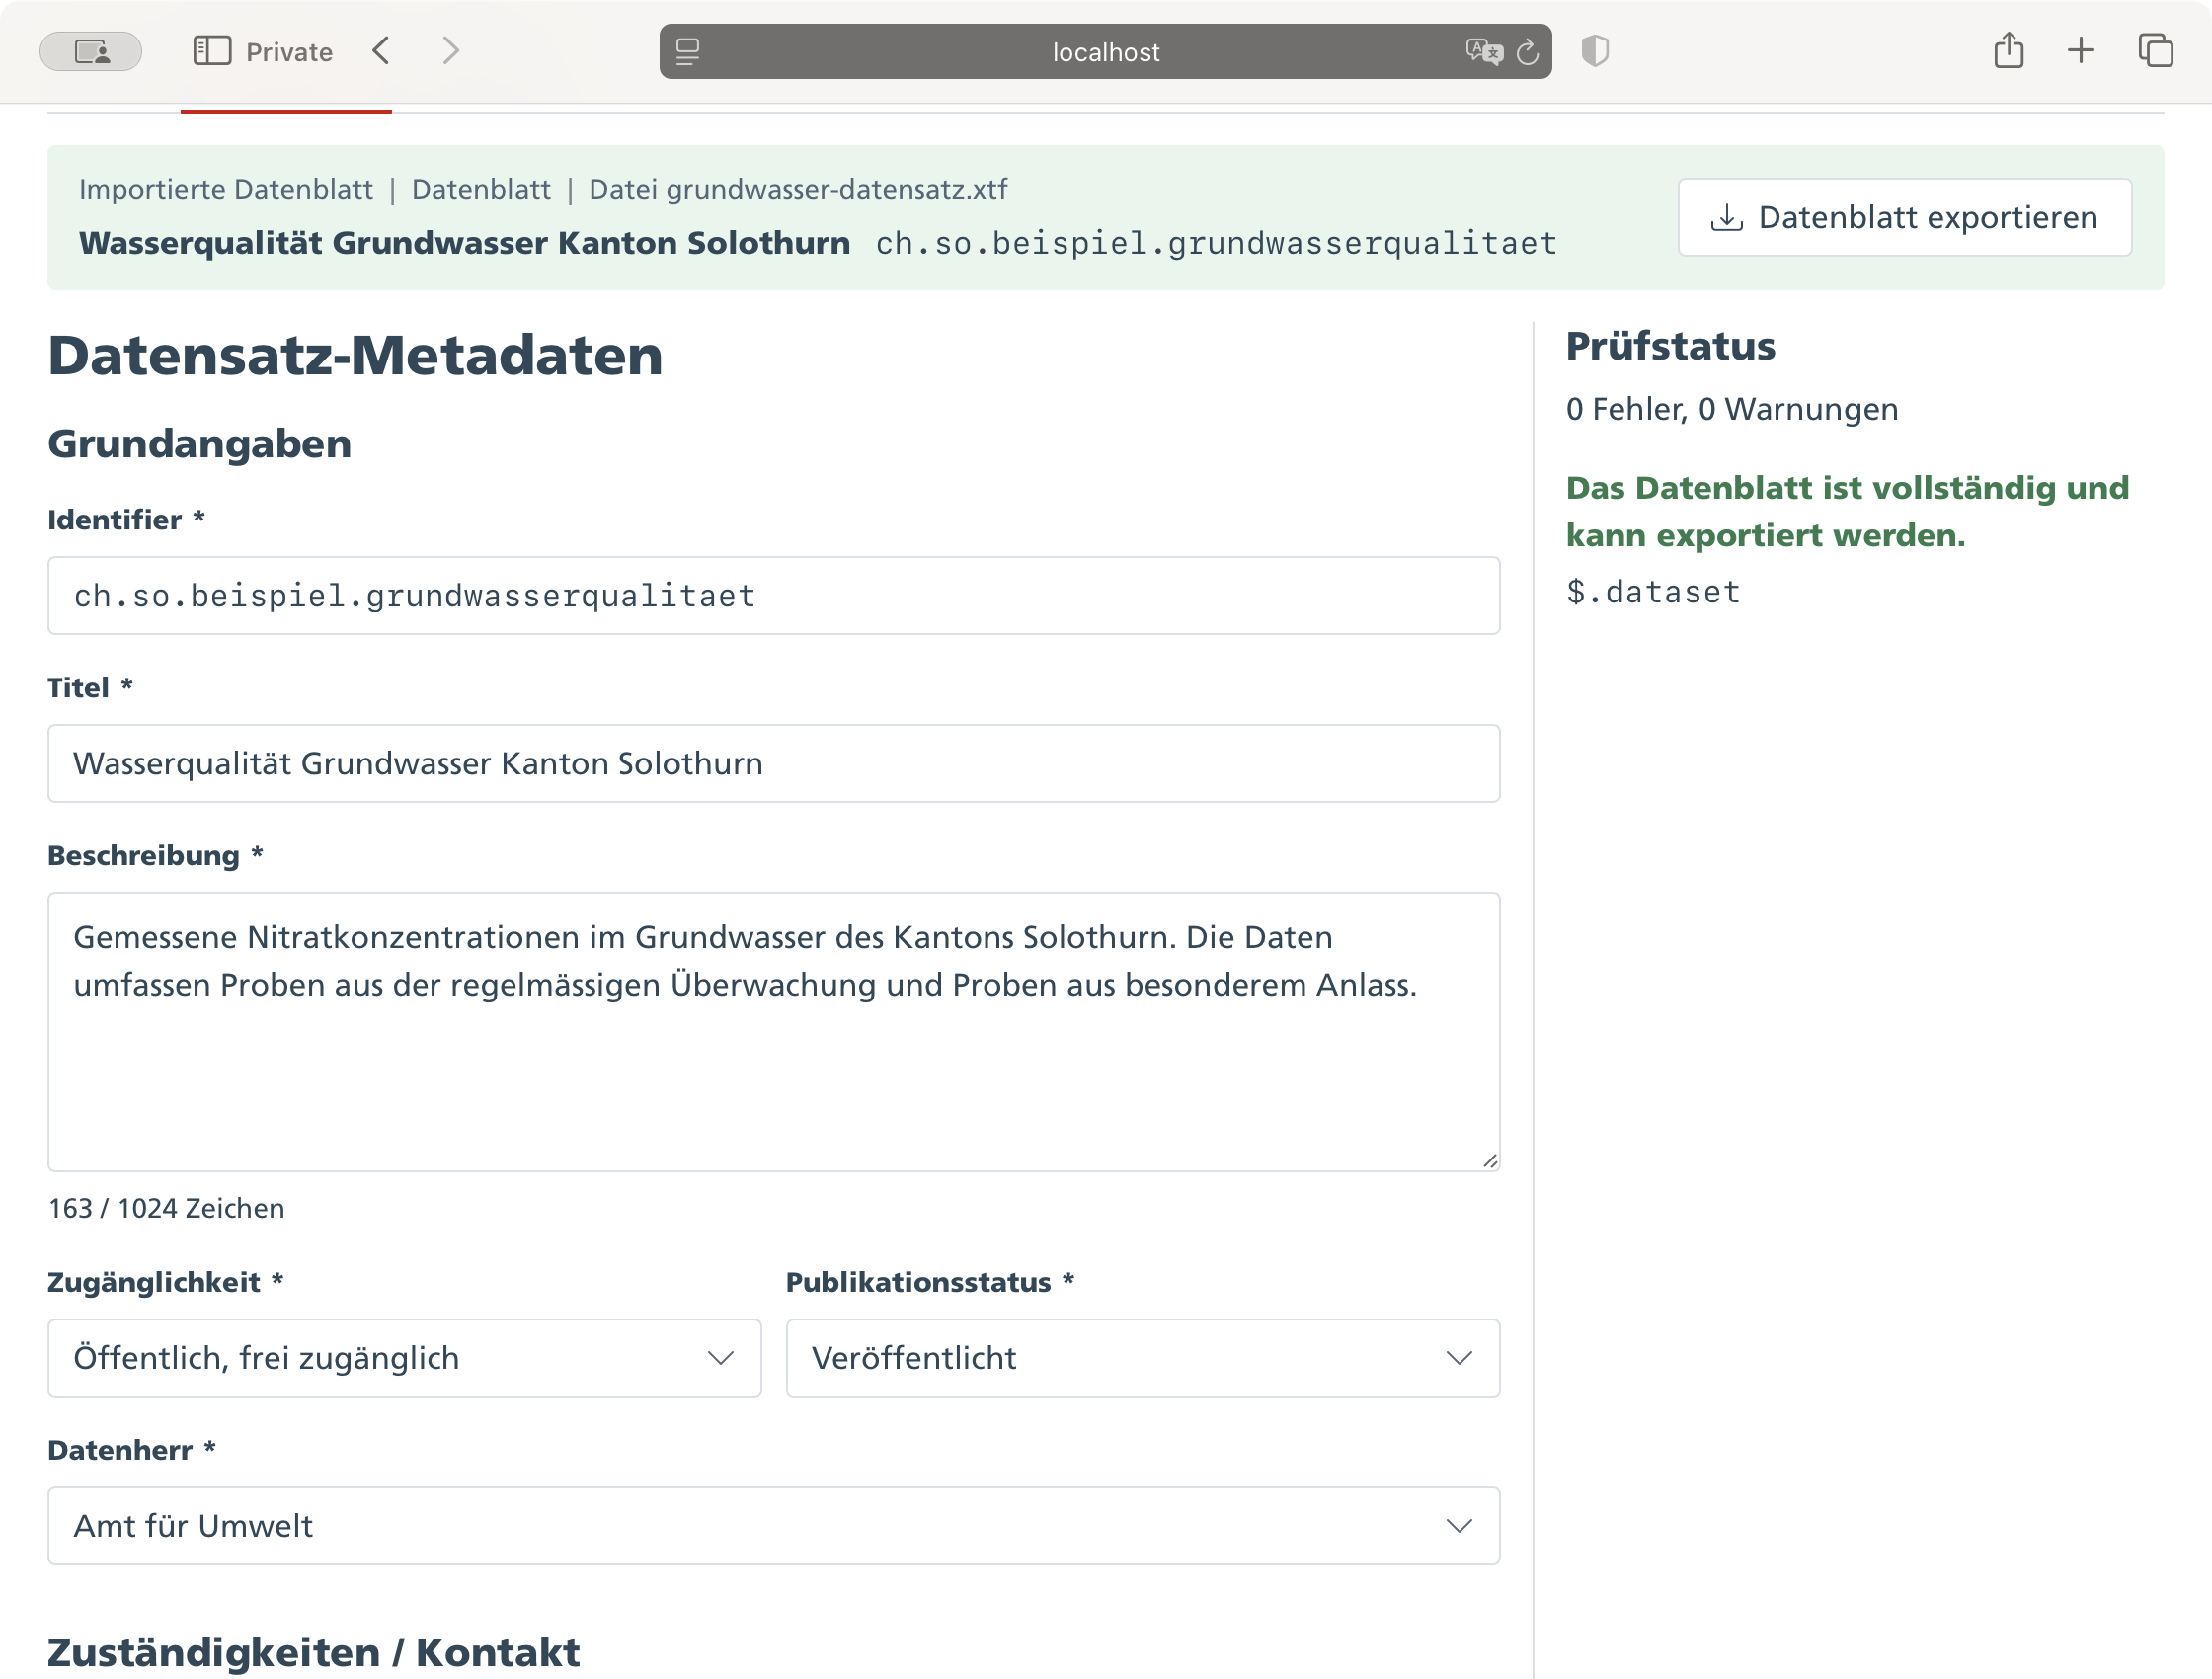 Private
localhost
Importierte Datenblatt | Datenblatt | Datei grundwasser-datensatz.xtf
Wasserqualität Grundwasser Kanton Solothurn ch.so.beispiel.grundwasserqualitaet
Datenblatt exportieren
Datensatz-Metadaten
Grundangaben
Identifier *
ch.so.beispiel.grundwasserqualitaet
Titel *
Wasserqualität Grundwasser Kanton Solothurn
Beschreibung *
Gemessene Nitratkonzentrationen im Grundwasser des Kantons Solothurn. Die Daten
umfassen Proben aus der regelmässigen Überwachung und Proben aus besonderem Anlass.
163 / 1024 Zeichen
Zugänglichkeit *
Öffentlich, frei zugänglich
Publikationsstatus *
Veröffentlicht
Datenherr *
Amt für Umwelt
Zuständigkeiten / Kontakt
Prüfstatus
0 Fehler, 0 Warnungen
Das Datenblatt ist vollständig und
kann exportiert werden.
$.dataset